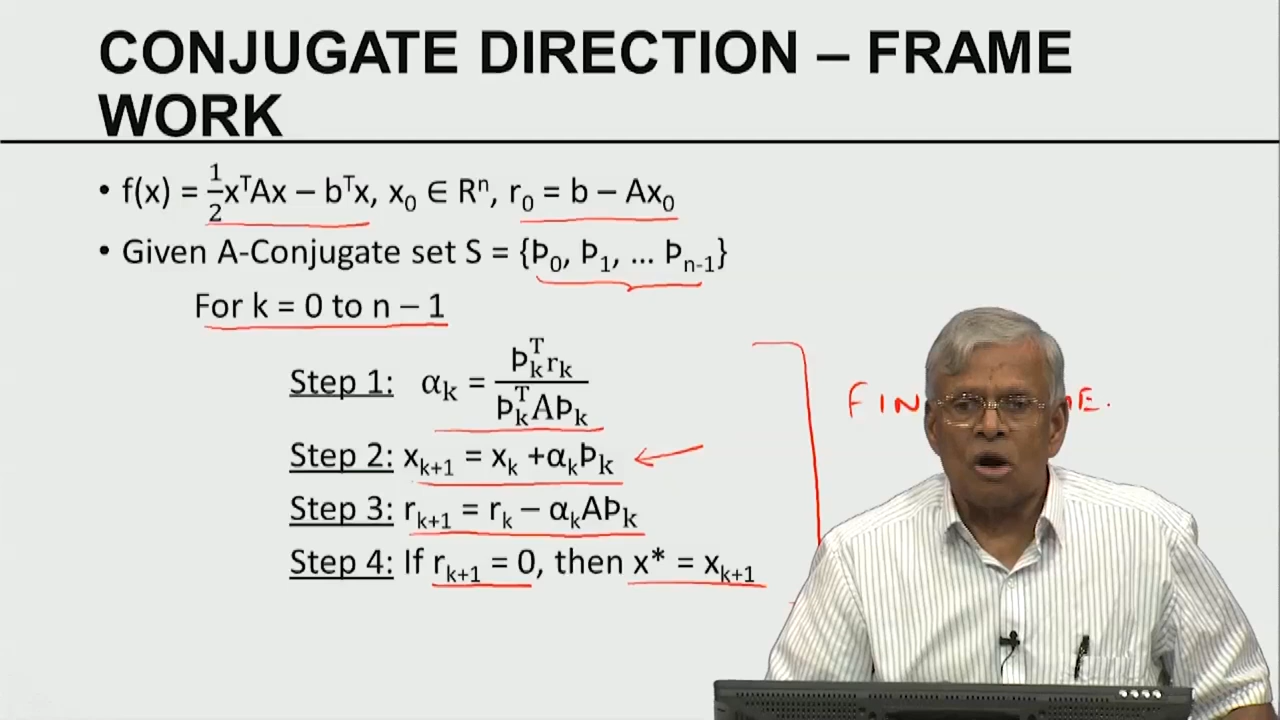 CONJUGATE DIRECTION – FRAME
WORK
• f(x) = 1/2 xᵀAx – bᵀx, x₀ ∈ Rⁿ, r₀ = b – Ax₀
• Given A-Conjugate set S = {Þ₀, Þ₁, ... Þₙ₋₁}
For k = 0 to n – 1
Step 1: αₖ = Þₖᵀrₖ / ÞₖᵀAÞₖ
Step 2: xₖ₊₁ = xₖ +αₖÞₖ
Step 3: rₖ₊₁ = rₖ – αₖAÞₖ
Step 4: If rₖ₊₁ = 0, then x* = xₖ₊₁